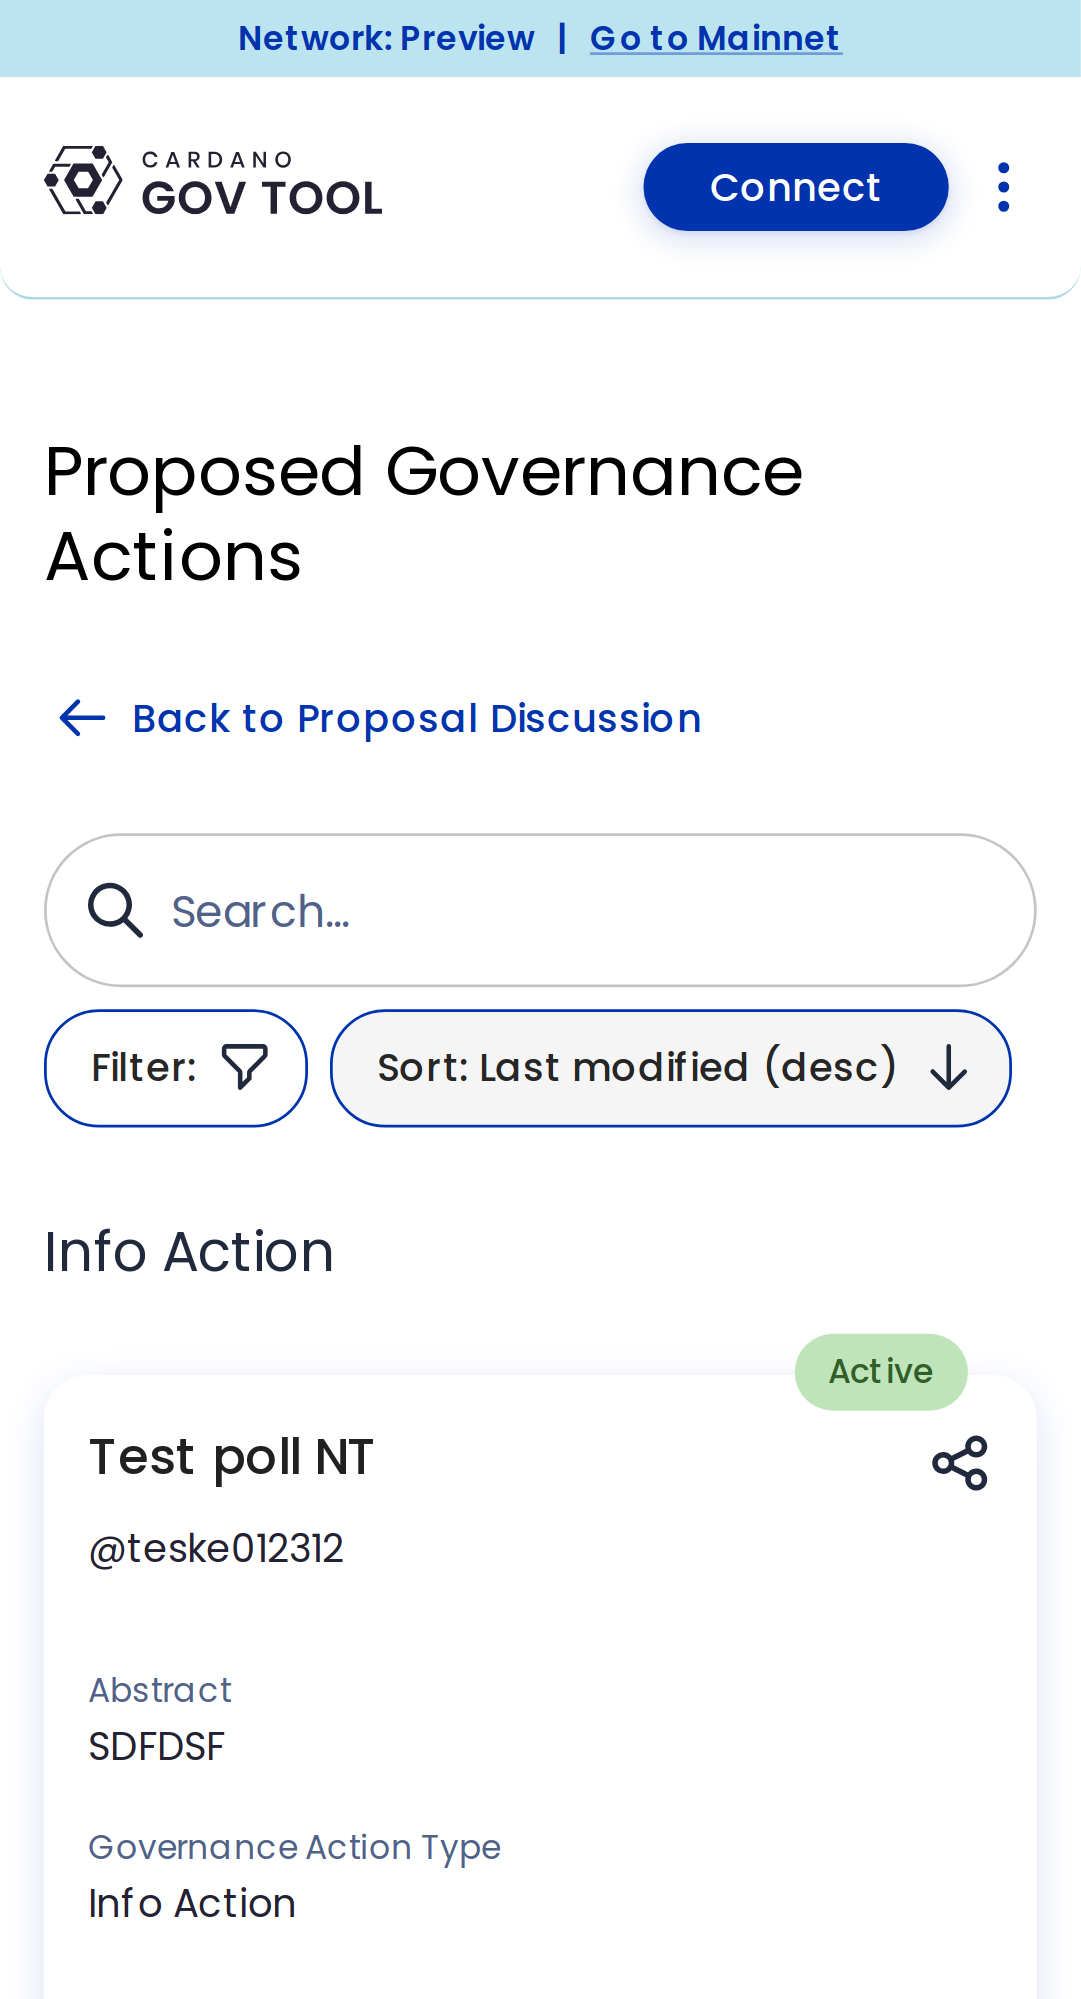 Network: Preview | Go to Mainnet
CARDANO
GOV TOOL
Connect
Proposed Governance
Actions
Back to Proposal Discussion
Search...
Filter:
Sort: Last modified (desc)
Info Action
Active
Test poll NT
@teske012312
Abstract
SDFDSF
Governance Action Type
Info Action